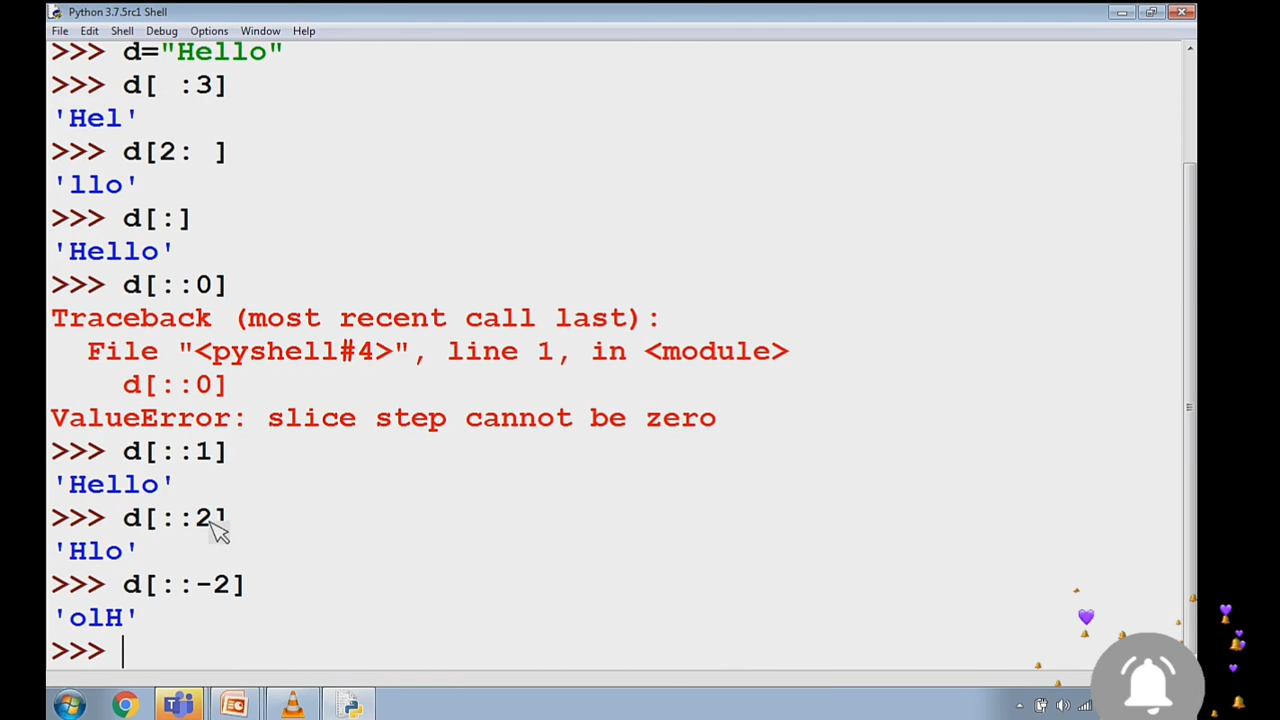 Python 3.7.5rc1 Shell
File Edit Shell Debug Options Window Help
>>> d="Hello"
>>> d[ :3]
'Hel'
>>> d[2: ]
'llo'
>>> d[:]
'Hello'
>>> d[::0]
Traceback (most recent call last):
  File "<pyshell#4>", line 1, in <module>
    d[::0]
ValueError: slice step cannot be zero
>>> d[::1]
'Hello'
>>> d[::2]
'Hlo'
>>> d[::-2]
'olH'
>>>